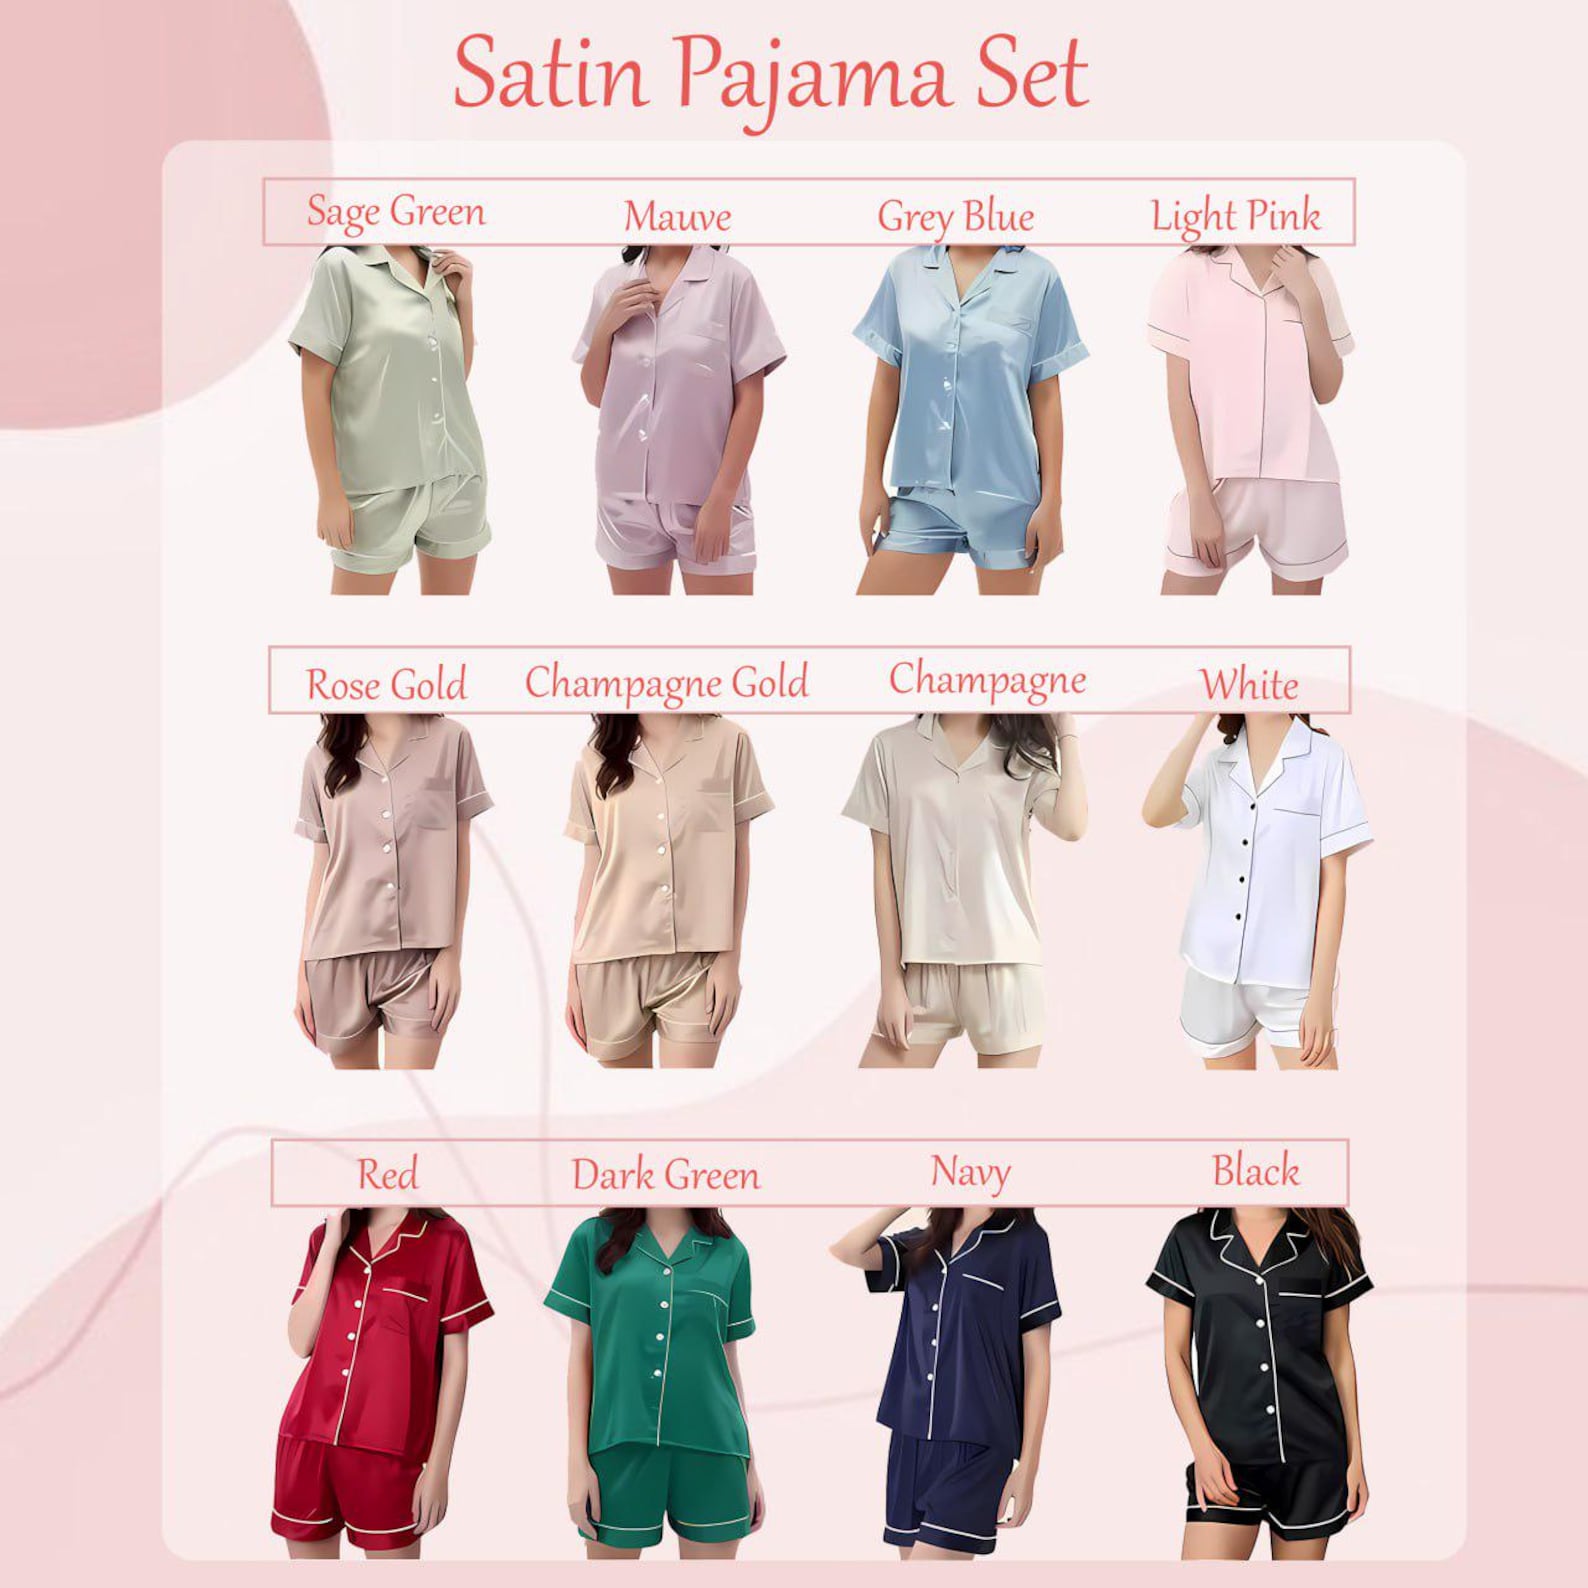 Satin Pajama Set
Sage Green Mauve Grey Blue Light Pink
Rose Gold Champagne Gold Champagne White
Red Dark Green Navy Black